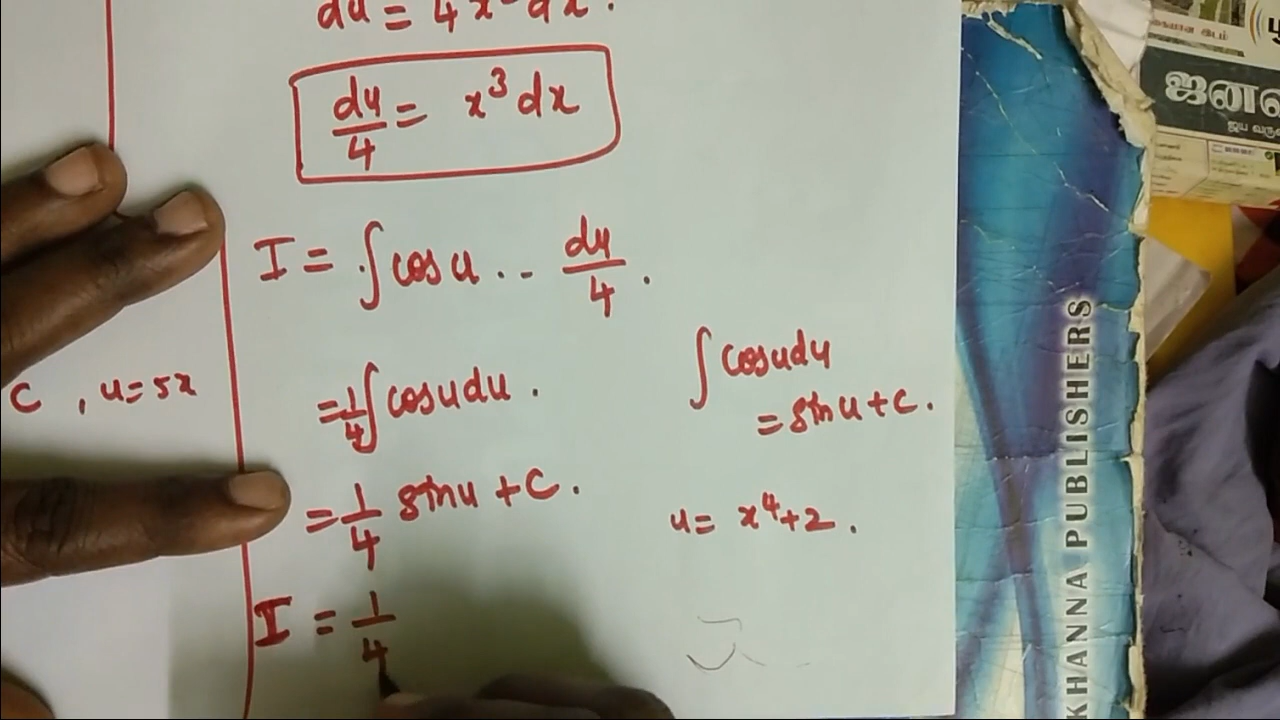 du = 4x³ dx.
du/4 = x³ dx
I = ∫ cos u .. du/4 .
= 1/4 ∫ cos u du .
∫ cos u du
= sin u + c .
C , u = 5x
= 1/4 sin u + C .
u = x⁴ + 2 .
I = 1/4
KHANNA PUBLISHERS